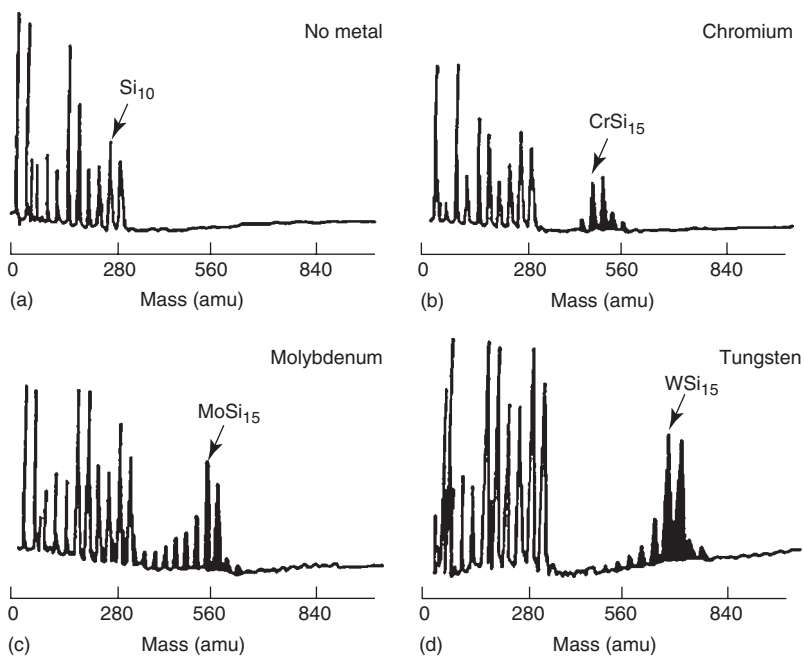 No metal
Si₁₀
0 280 560 840
(a) Mass (amu)
Chromium
CrSi₁₅
0 280 560 840
(b) Mass (amu)
Molybdenum
MoSi₁₅
0 280 560 840
(c) Mass (amu)
Tungsten
WSi₁₅
0 280 560 840
(d) Mass (amu)